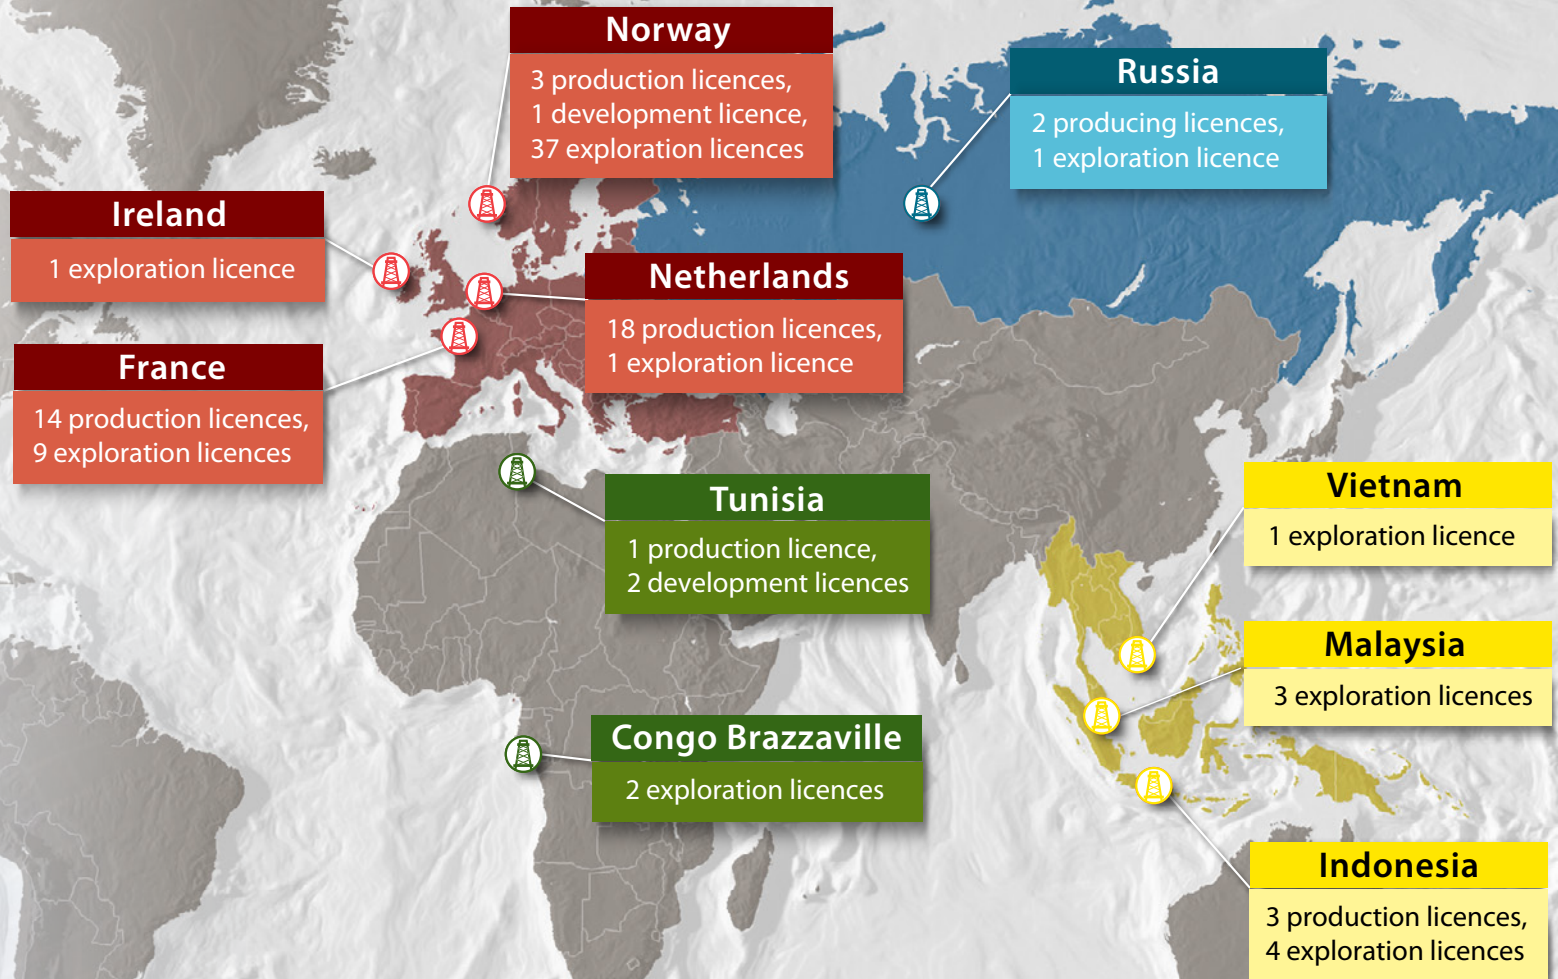 Norway
3 production licences,
1 development licence,
37 exploration licences
Russia
2 producing licences,
1 exploration licence
Ireland
1 exploration licence
Netherlands
18 production licences,
1 exploration licence
France
14 production licences,
9 exploration licences
Tunisia
1 production licence,
2 development licences
Vietnam
1 exploration licence
Malaysia
3 exploration licences
Congo Brazzaville
2 exploration licences
Indonesia
3 production licences,
4 exploration licences